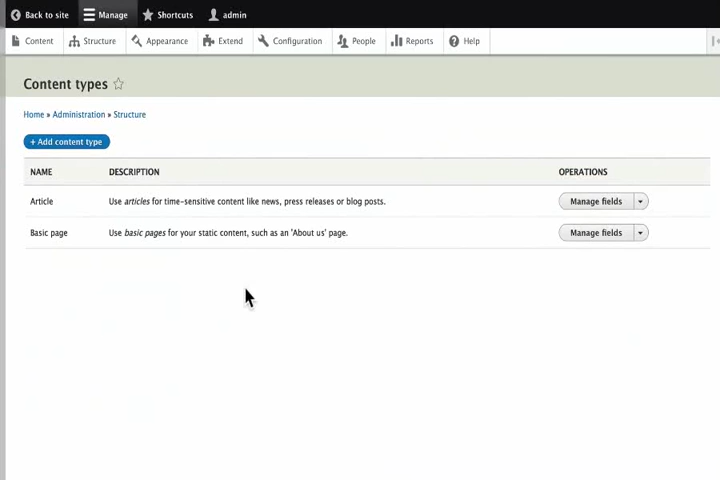 Back to site Manage Shortcuts admin
Content Structure Appearance Extend Configuration People Reports Help
Content types
Home » Administration » Structure
+ Add content type
NAME DESCRIPTION OPERATIONS
Article Use articles for time-sensitive content like news, press releases or blog posts. Manage fields
Basic page Use basic pages for your static content, such as an 'About us' page. Manage fields